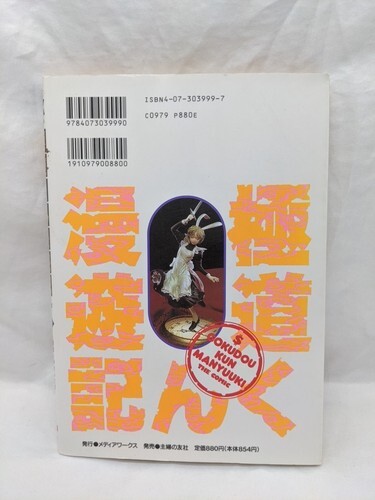 ISBN4-07-303999-7
C0979 P880E
9784073039990
1910979008800
極道くん
漫遊記
$
GOKUDOU
KUN
MANYUUKI
THE COMIC
発行●メディアワークス 発売●主婦の友社 定価880円(本体854円)